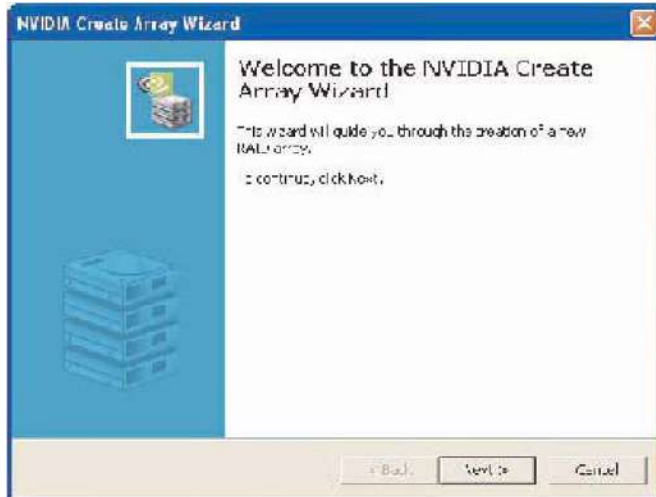 NVIDIA Create Array Wizard
Welcome to the NVIDIA Create
Array Wizard
This wizard will guide you through the creation of a new
RAID array.
To continue, click Next.
< Back
Next >
Cancel